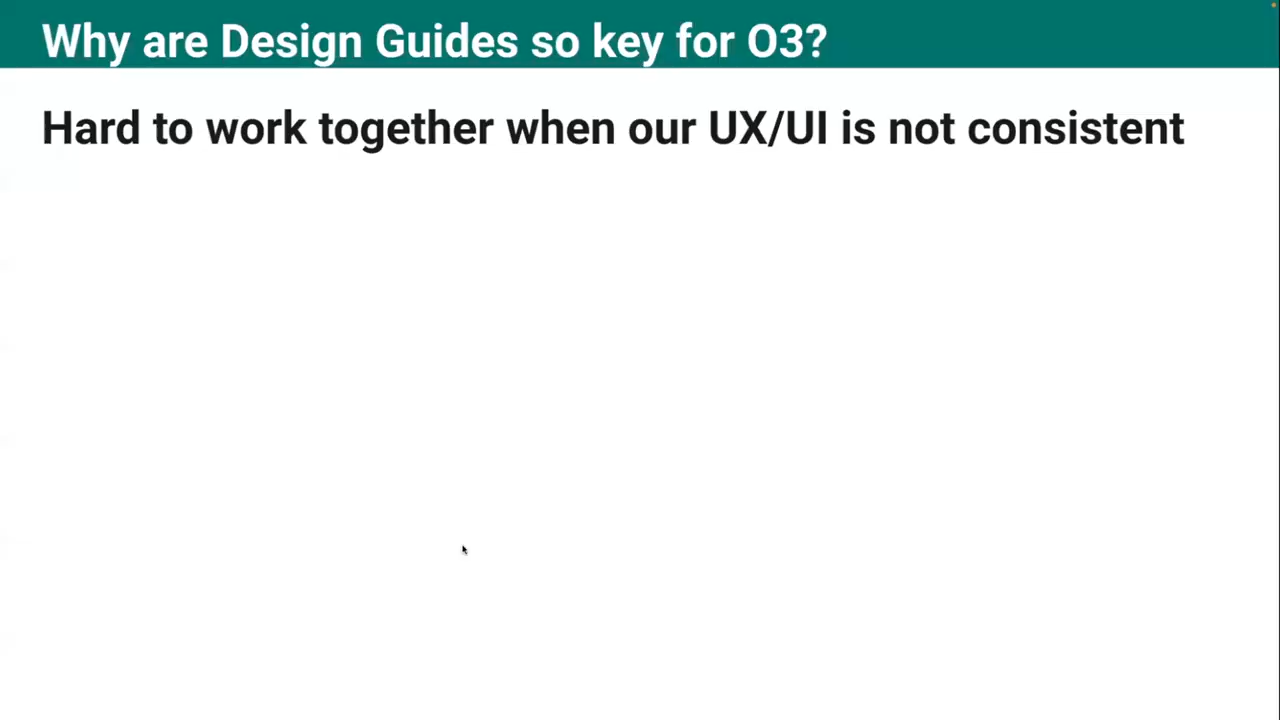 Why are Design Guides so key for O3?
Hard to work together when our UX/UI is not consistent